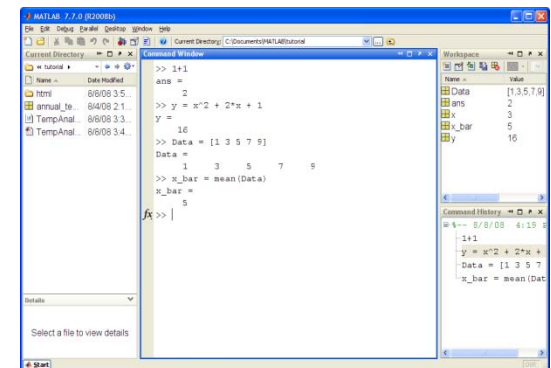 MATLAB 7.7.0 (R2008b)
File Edit Debug Parallel Desktop Window Help
Current Directory: C:\Documents\MATLAB\tutorial
Current Directory
« tutorial
Name Date Modified
html 8/8/08 3:5...
annual_te... 8/4/08 2:1...
TempAnal... 8/8/08 3:3...
TempAnal... 8/8/08 3:4...
Details
Select a file to view details
Command Window
>> 1+1
ans =
2
>> y = x^2 + 2*x + 1
y =
16
>> Data = [1 3 5 7 9]
Data =
1 3 5 7 9
>> x_bar = mean(Data)
x_bar =
5
fx >>
Workspace
Name Value
Data [1,3,5,7,9]
ans 2
x 3
x_bar 5
y 16
Command History
%-- 8/8/08 4:19
1+1
y = x^2 + 2*x +
Data = [1 3 5 7
x_bar = mean(Dat
Start
OVR